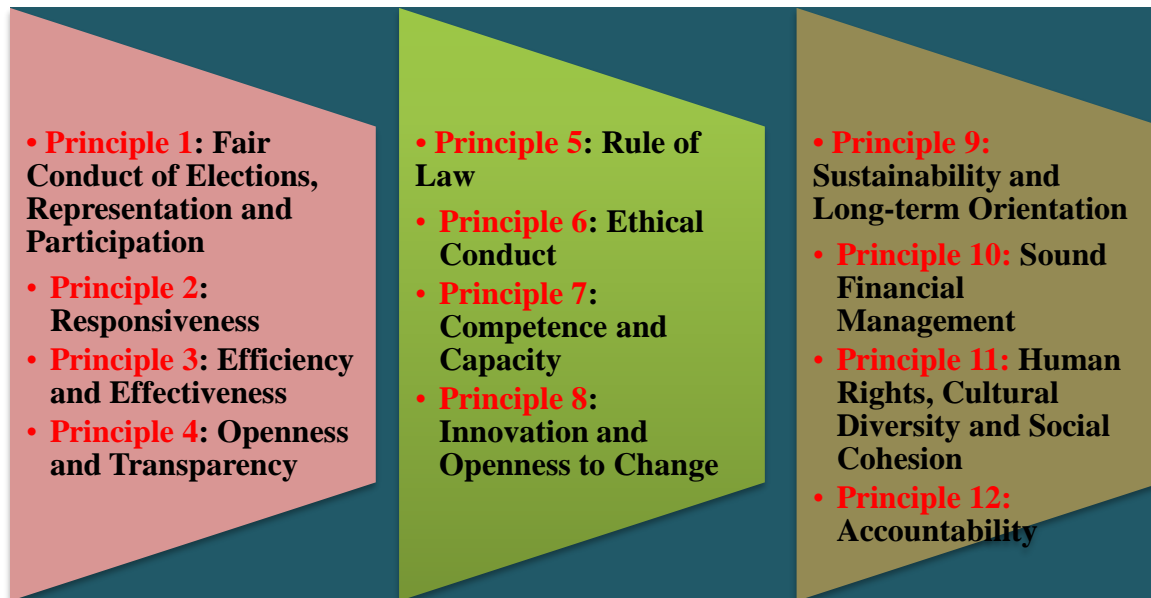 • Principle 1: Fair
Conduct of Elections,
Representation and
Participation
• Principle 2:
Responsiveness
• Principle 3: Efficiency
and Effectiveness
• Principle 4: Openness
and Transparency
• Principle 5: Rule of
Law
• Principle 6: Ethical
Conduct
• Principle 7:
Competence and
Capacity
• Principle 8:
Innovation and
Openness to Change
• Principle 9:
Sustainability and
Long-term Orientation
• Principle 10: Sound
Financial
Management
• Principle 11: Human
Rights, Cultural
Diversity and Social
Cohesion
• Principle 12:
Accountability